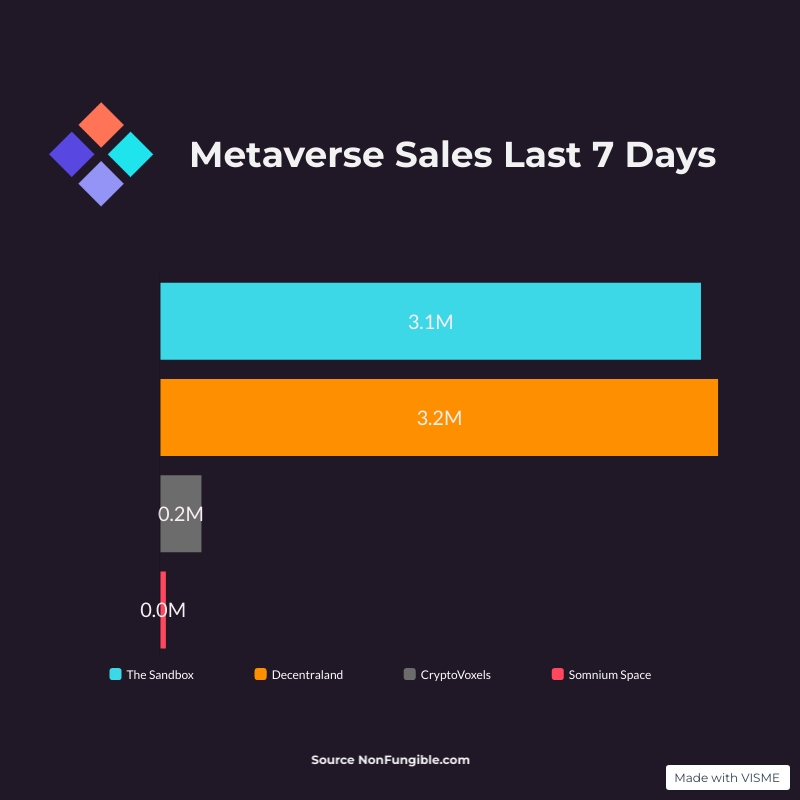 Metaverse Sales Last 7 Days
3.1M
3.2M
0.2M
0.0M
The Sandbox Decentraland CryptoVoxels Somnium Space
Source NonFungible.com
Made with VISME